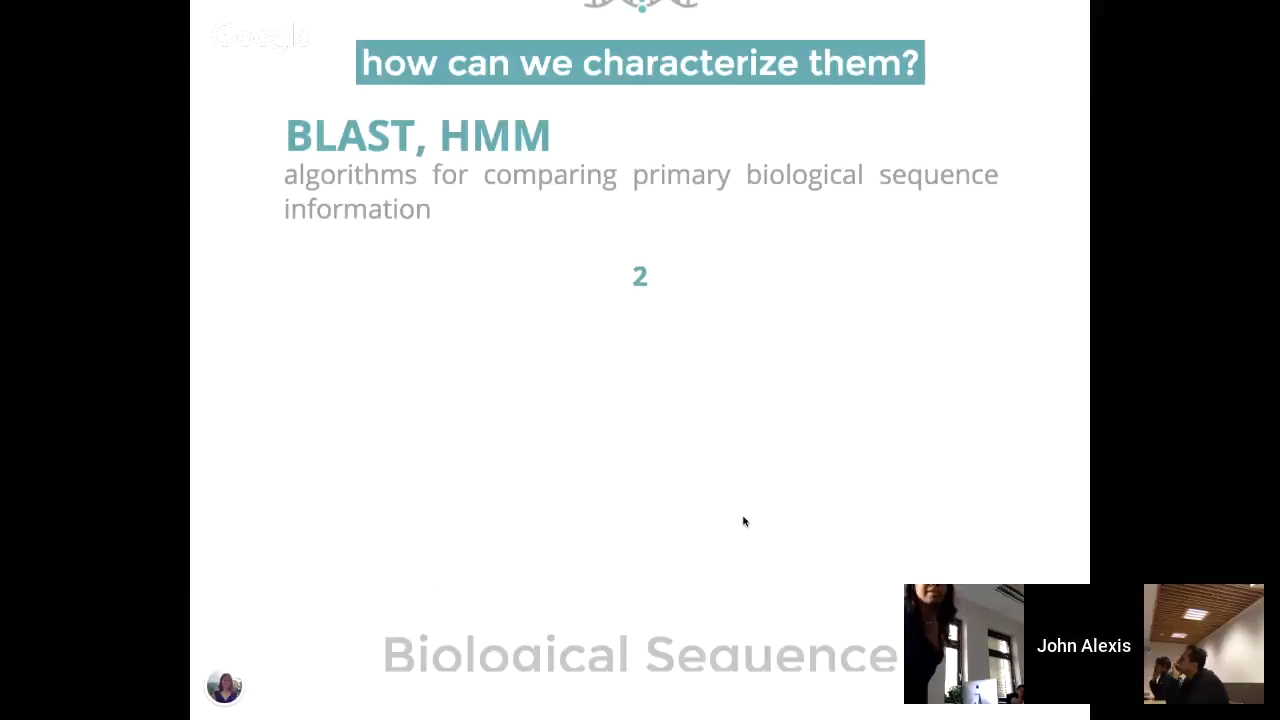 Google
how can we characterize them?
BLAST, HMM
algorithms for comparing primary biological sequence
information
2
Biological Sequence
John Alexis